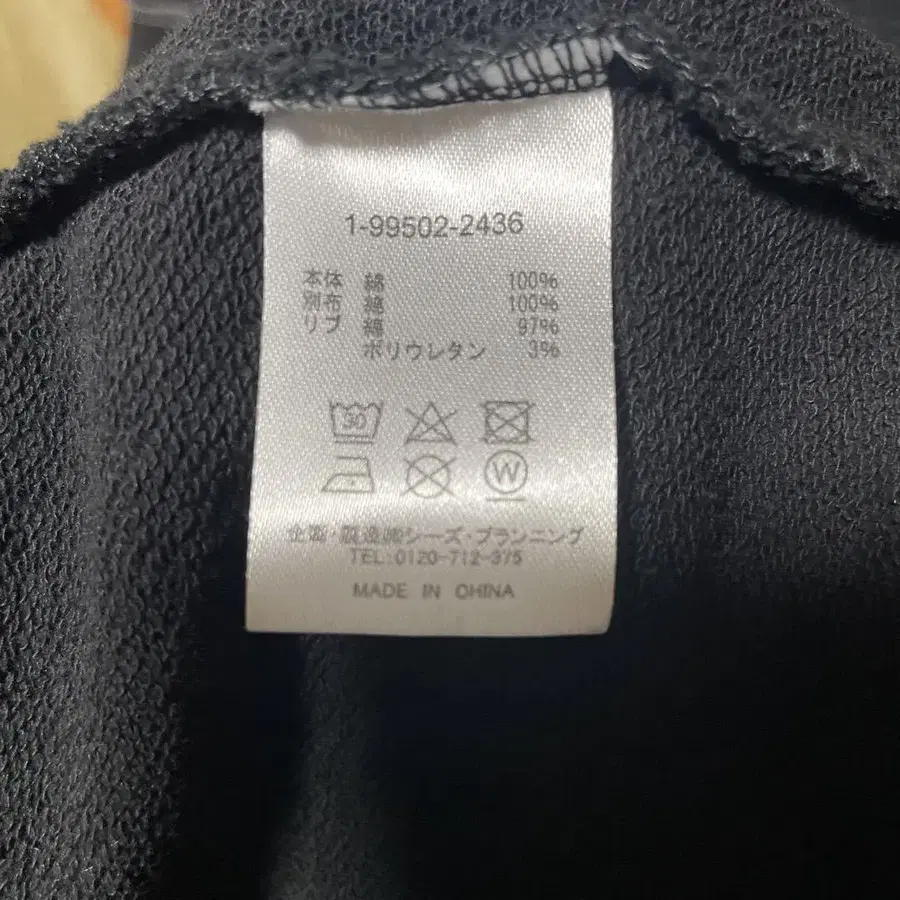 1-99502-2436
本体 綿 100%
別布 綿 100%
リブ 綿 97%
ポリウレタン 3%
30
W
企画・製造㈱シーズ・プランニング
TEL:0120-712-375
MADE IN CHINA